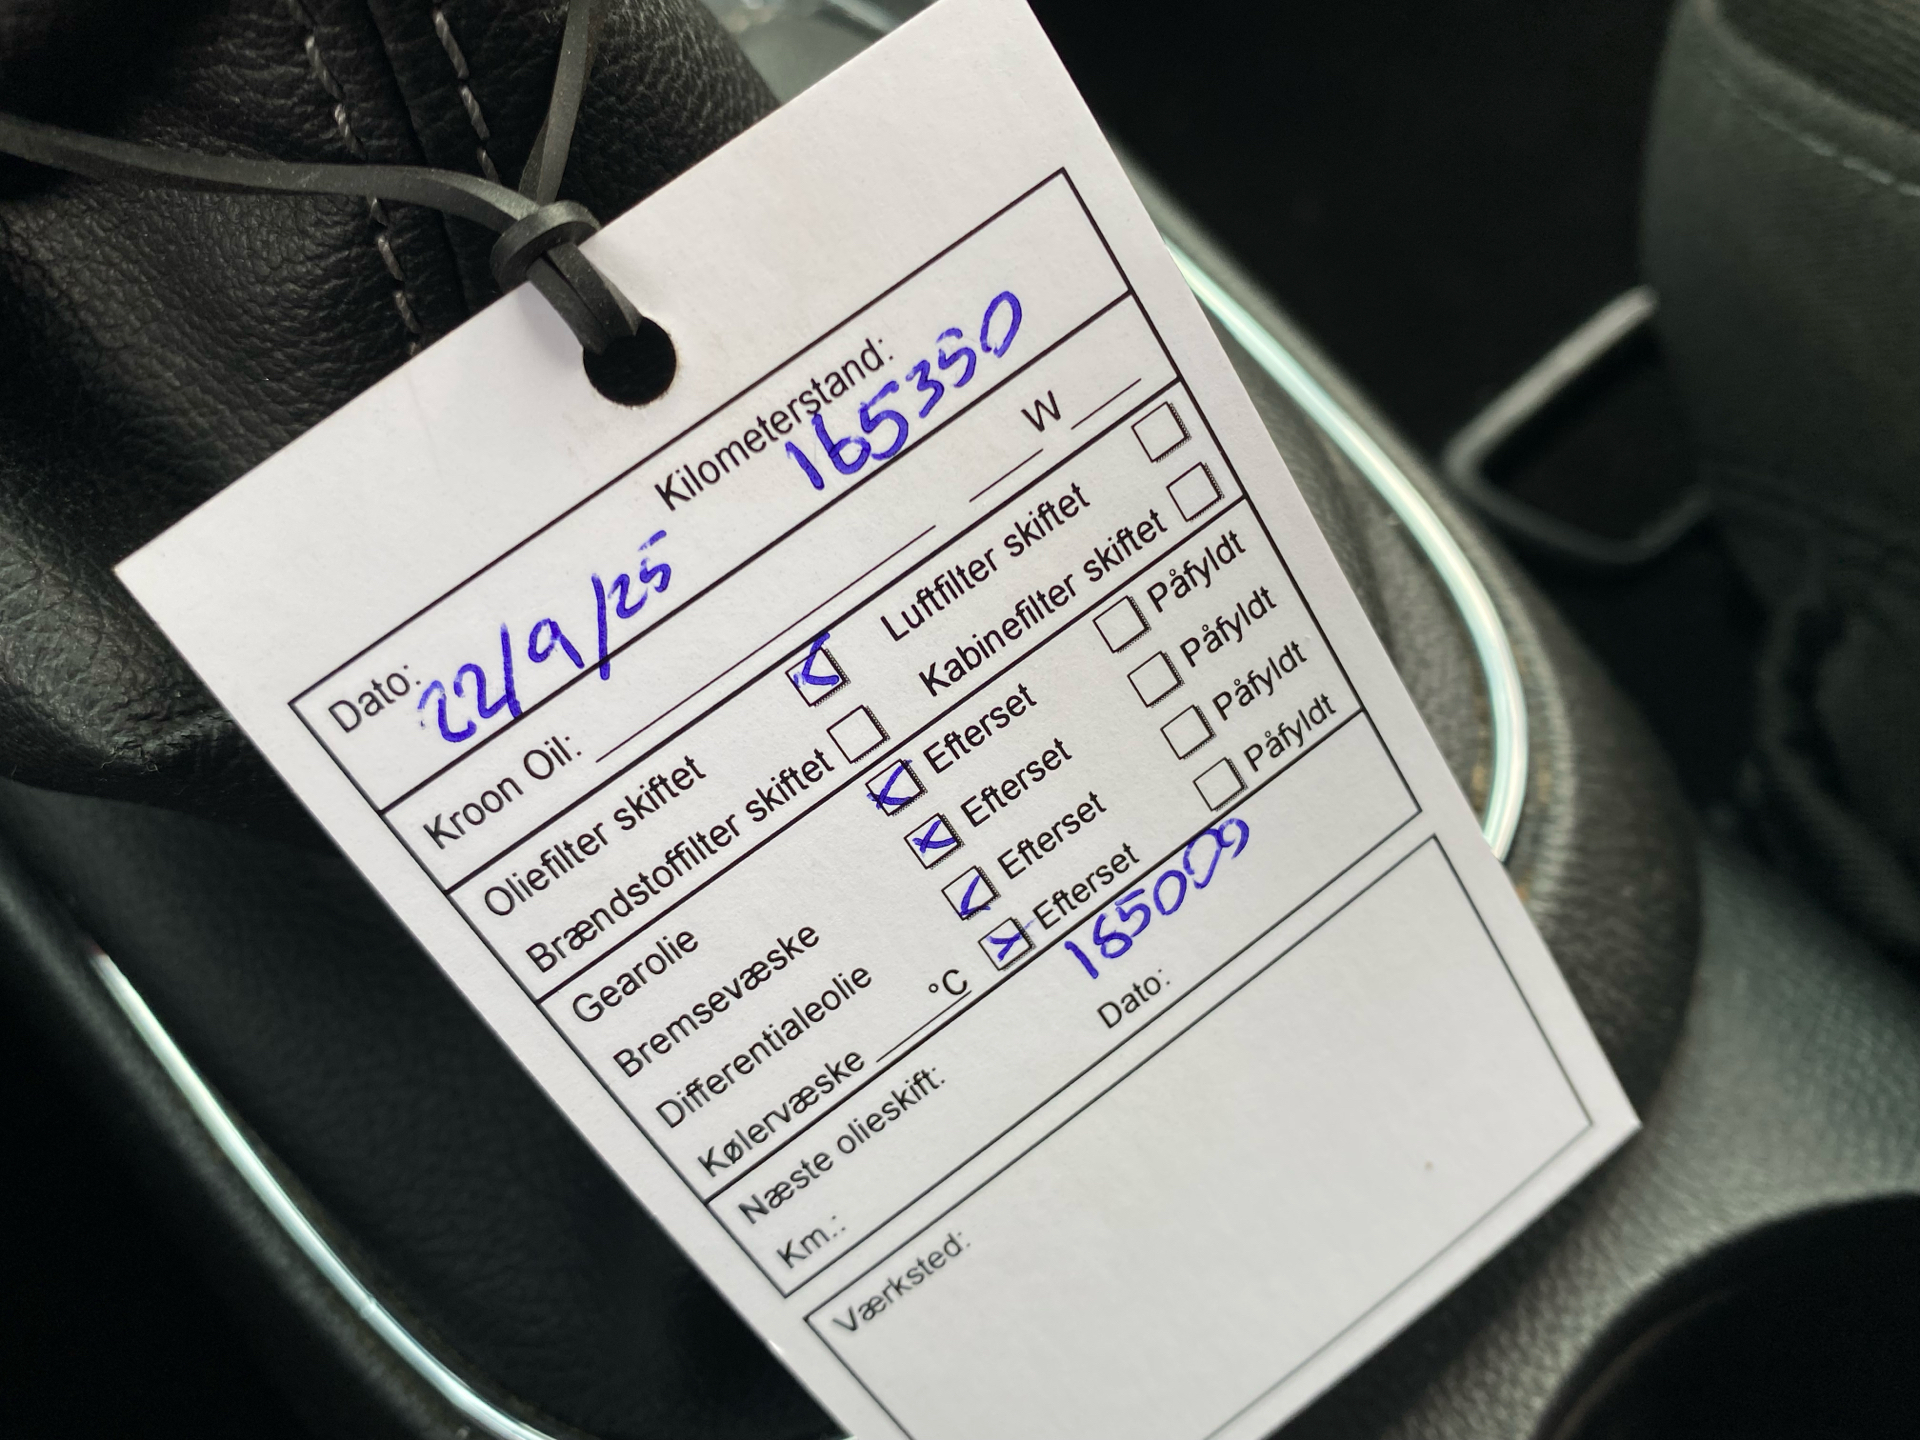 Dato: Kilometerstand:
22/9/25 165350
Kroon Oil: W
Oliefilter skiftet Luftfilter skiftet
Brændstoffilter skiftet Kabinefilter skiftet
Gearolie Efterset Påfyldt
Bremsevæske Efterset Påfyldt
Differentialeolie Efterset Påfyldt
Kølervæske °C Efterset Påfyldt
Næste olieskift: 185000
Km.: Dato:
Værksted: